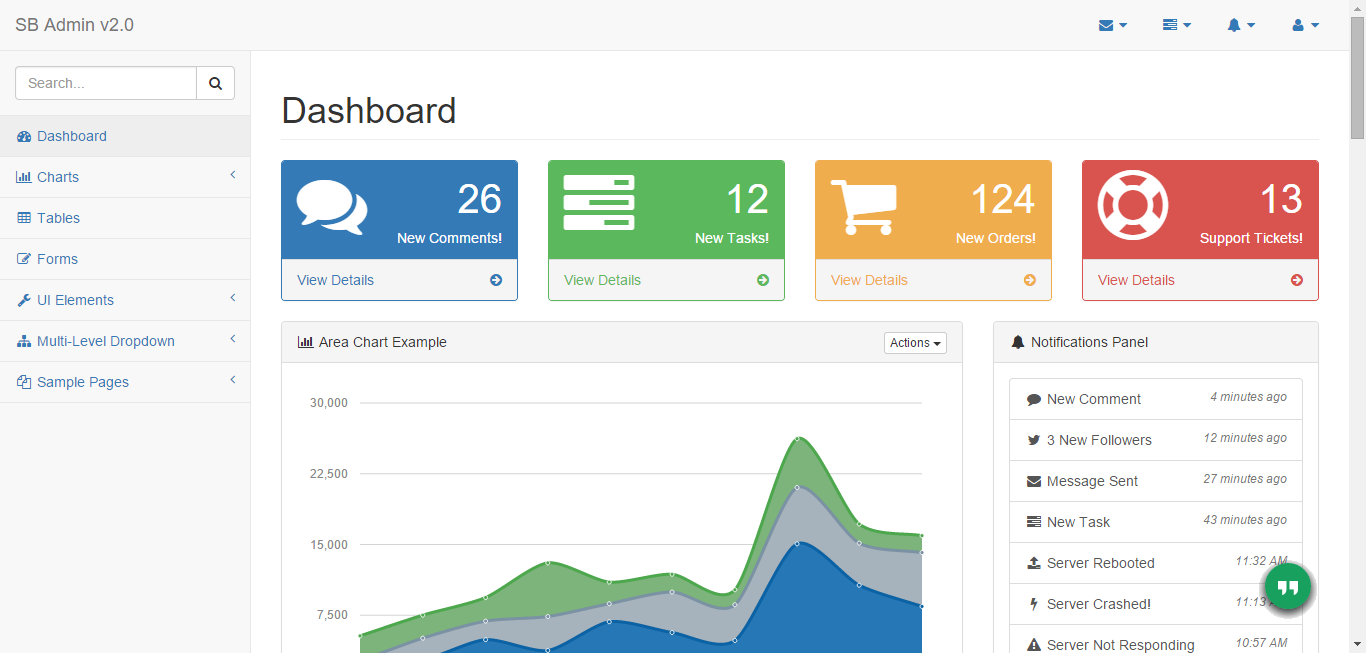 SB Admin v2.0
Search...
Dashboard
Charts
Tables
Forms
UI Elements
Multi-Level Dropdown
Sample Pages
Dashboard
26
New Comments!
View Details
12
New Tasks!
View Details
124
New Orders!
View Details
13
Support Tickets!
View Details
Area Chart Example
Actions
30,000
22,500
15,000
7,500
Notifications Panel
New Comment 4 minutes ago
3 New Followers 12 minutes ago
Message Sent 27 minutes ago
New Task 43 minutes ago
Server Rebooted 11:32 AM
Server Crashed! 11:13
Server Not Responding 10:57 AM